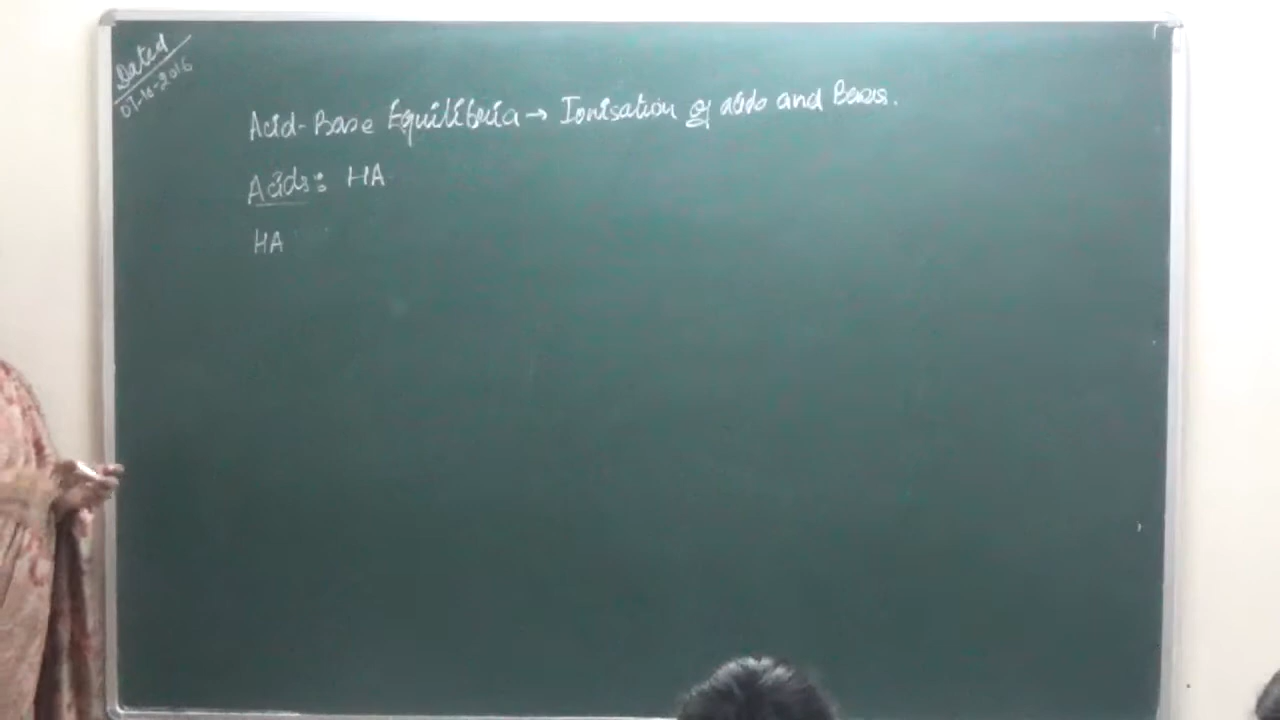 Dated
07-10-2016
Acid-Base Equilibria → Ionisation of acids and Bases.
Acids: HA
HA